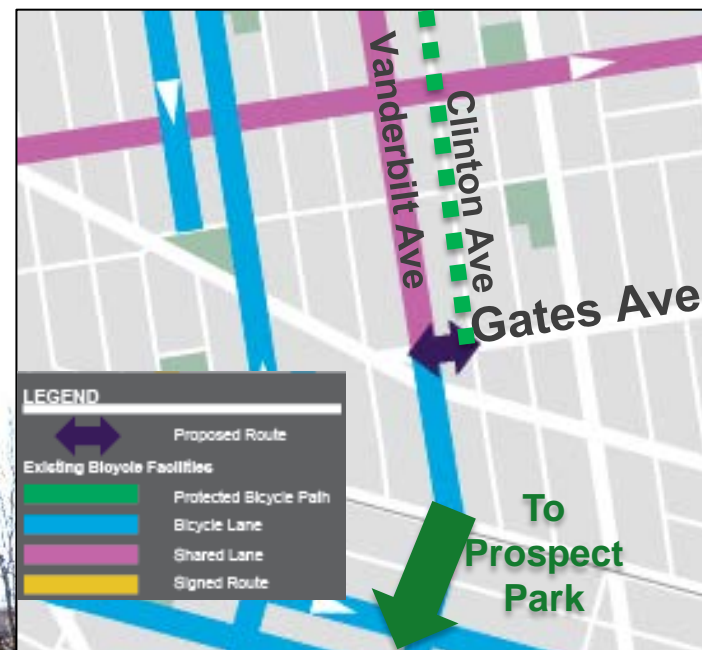 Vanderbilt Ave
Clinton Ave
Gates Ave
LEGEND
Proposed Route
Existing Bicycle Facilities
Protected Bicycle Path
Bicycle Lane
Shared Lane
Signed Route
To
Prospect
Park